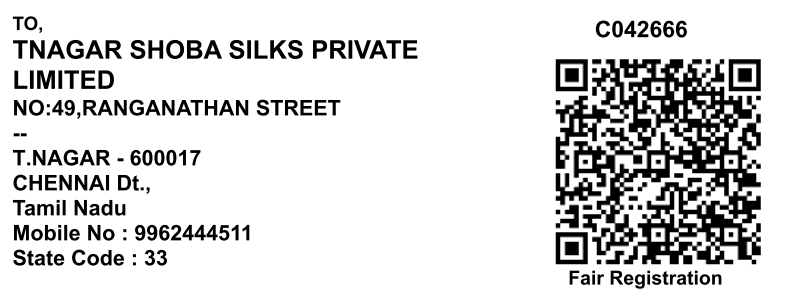 TO,
TNAGAR SHOBA SILKS PRIVATE
LIMITED
NO:49,RANGANATHAN STREET
--
T.NAGAR - 600017
CHENNAI Dt.,
Tamil Nadu
Mobile No : 9962444511
State Code : 33
C042666
Fair Registration